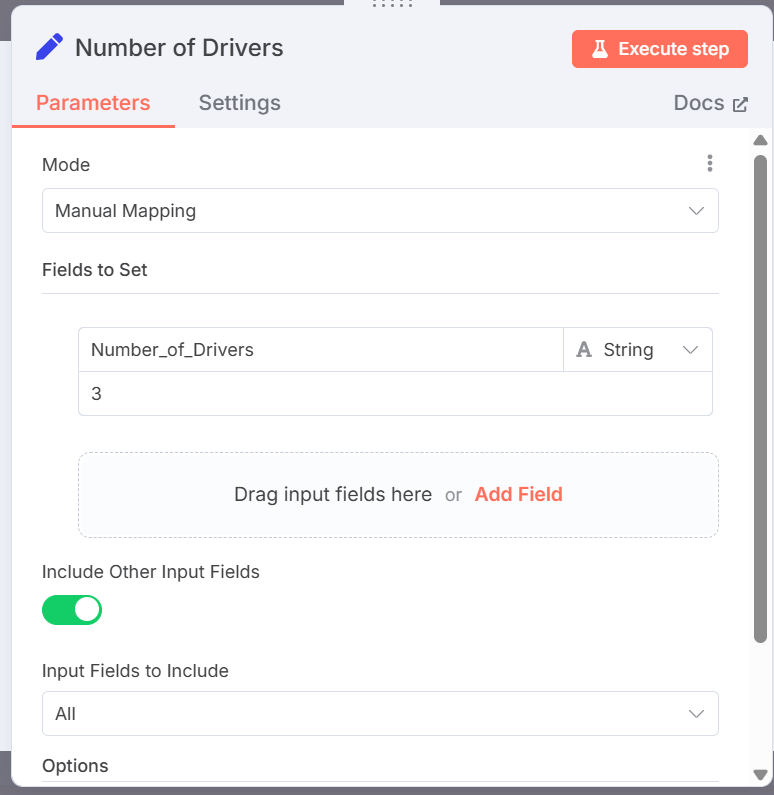 Number of Drivers
Execute step
Parameters
Settings
Docs
Mode
Manual Mapping
Fields to Set
Number_of_Drivers
A String
3
Drag input fields here or Add Field
Include Other Input Fields
Input Fields to Include
All
Options